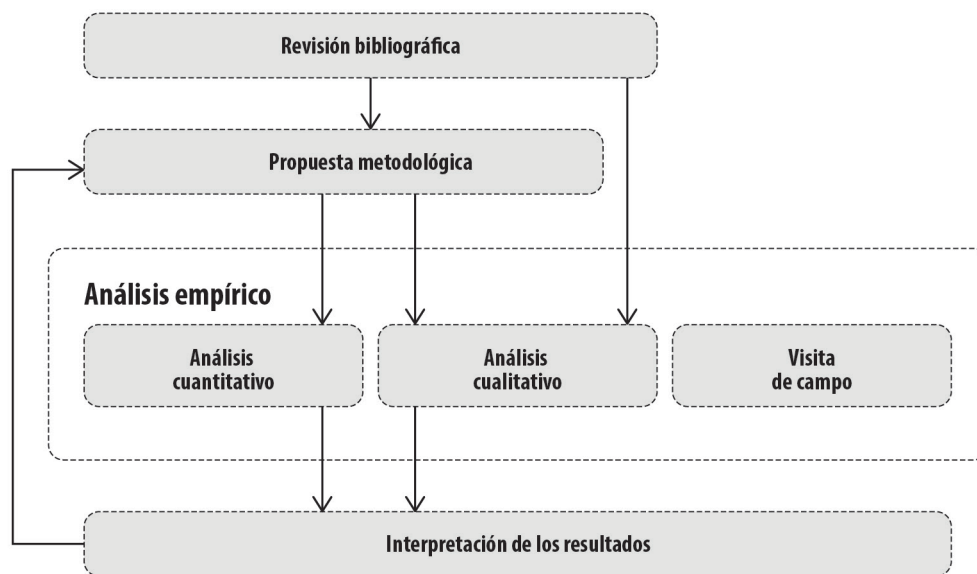 Revisión bibliográfica
Propuesta metodológica
Análisis empírico
Análisis
cuantitativo
Análisis
cualitativo
Visita
de campo
Interpretación de los resultados